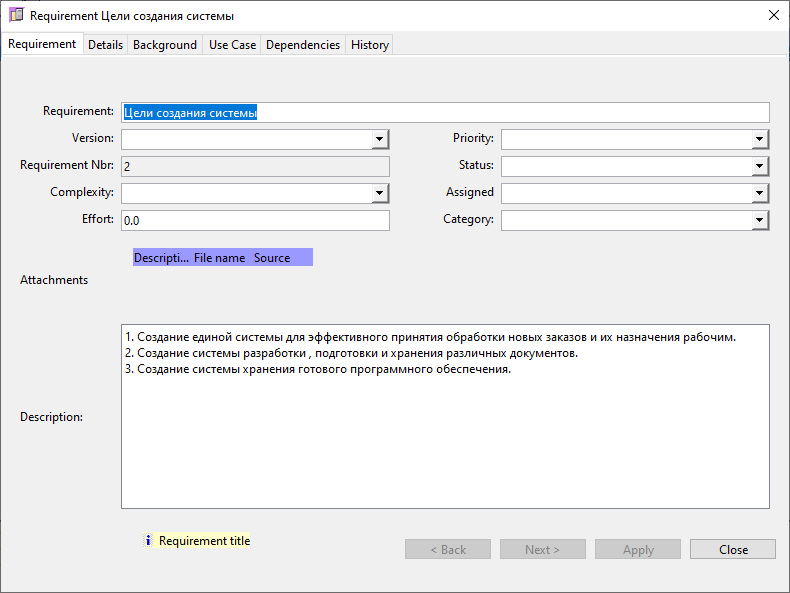 Requirement Цели создания системы
Requirement Details Background Use Case Dependencies History
Requirement: Цели создания системы
Version: Priority:
Requirement Nbr: 2 Status:
Complexity: Assigned
Effort: 0.0 Category:
Descripti... File name Source
Attachments
1. Создание единой системы для эффективного принятия обработки новых заказов и их назначения рабочим.
2. Создание системы разработки , подготовки и хранения различных документов.
3. Создание системы хранения готового программного обеспечения.
Description:
i Requirement title
< Back Next > Apply Close